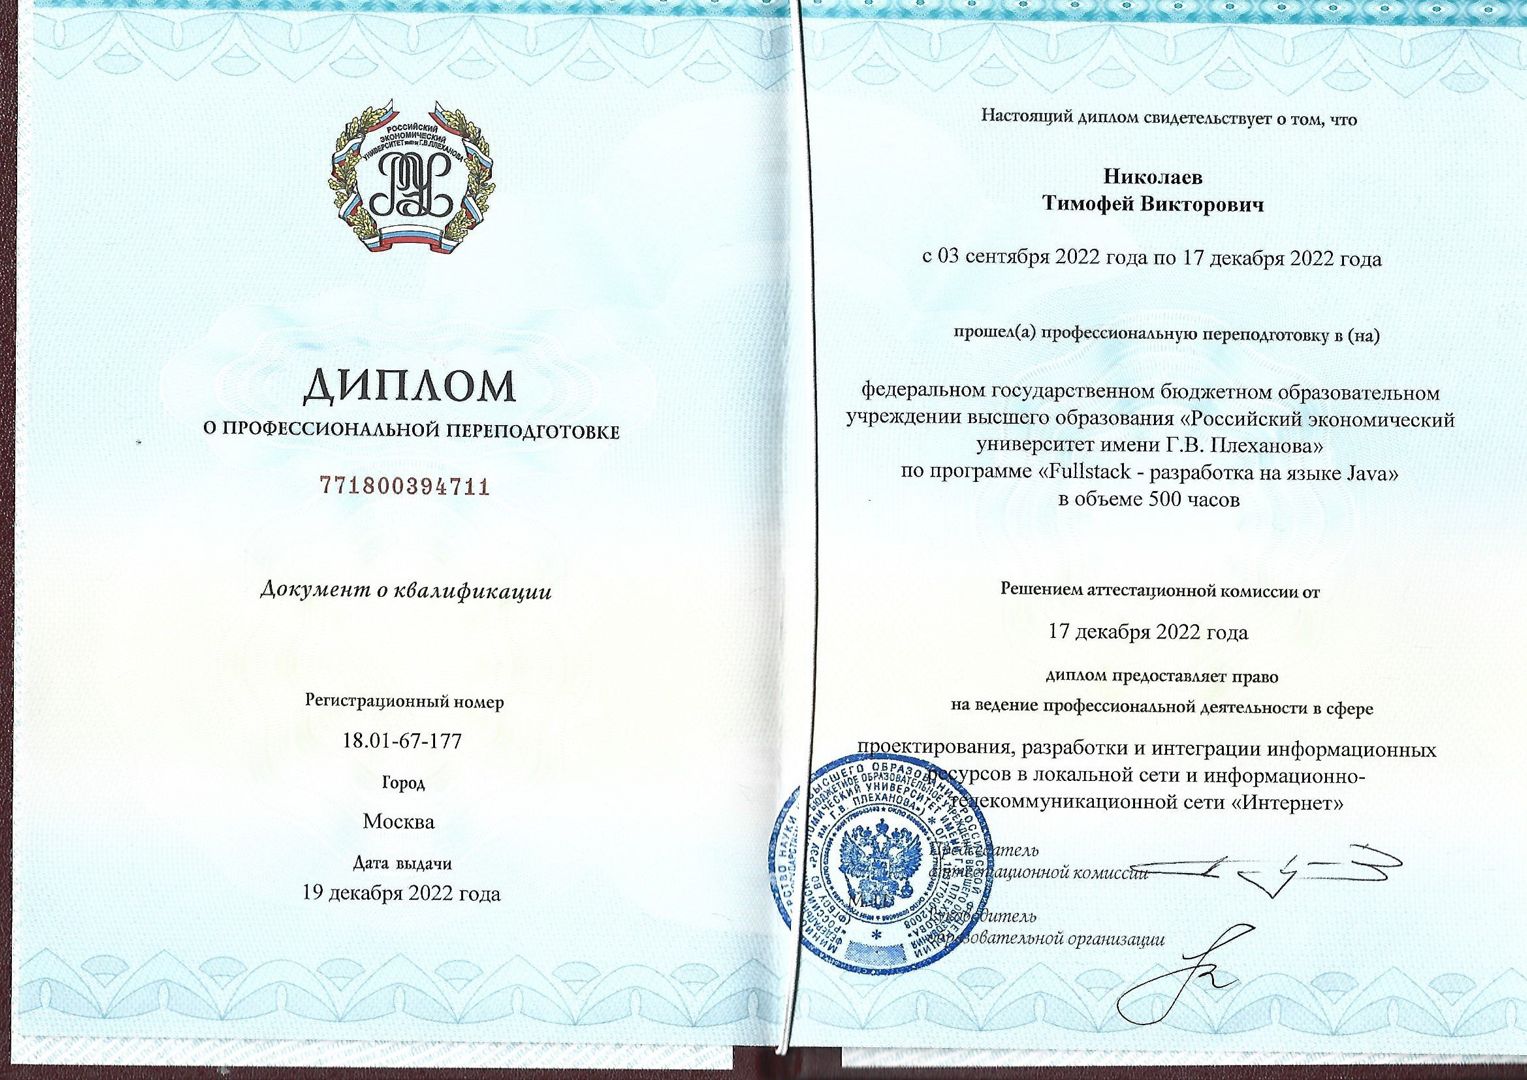 РОССИЙСКИЙ
ЭКОНОМИЧЕСКИЙ
УНИВЕРСИТЕТ ИМЕНИ Г.В.ПЛЕХАНОВА
ДИПЛОМ
О ПРОФЕССИОНАЛЬНОЙ ПЕРЕПОДГОТОВКЕ
771800394711
Документ о квалификации
Регистрационный номер
18.01-67-177
Город
Москва
Дата выдачи
19 декабря 2022 года
Настоящий диплом свидетельствует о том, что
Николаев
Тимофей Викторович
с 03 сентября 2022 года по 17 декабря 2022 года
прошел(а) профессиональную переподготовку в (на)
федеральном государственном бюджетном образовательном
учреждении высшего образования «Российский экономический
университет имени Г.В. Плеханова»
по программе «Fullstack - разработка на языке Java»
в объеме 500 часов
Решением аттестационной комиссии от
17 декабря 2022 года
диплом предоставляет право
на ведение профессиональной деятельности в сфере
проектирования, разработки и интеграции информационных
ресурсов в локальной сети и информационно-
телекоммуникационной сети «Интернет»
Председатель
аттестационной комиссии
М.П.
Руководитель
образовательной организации